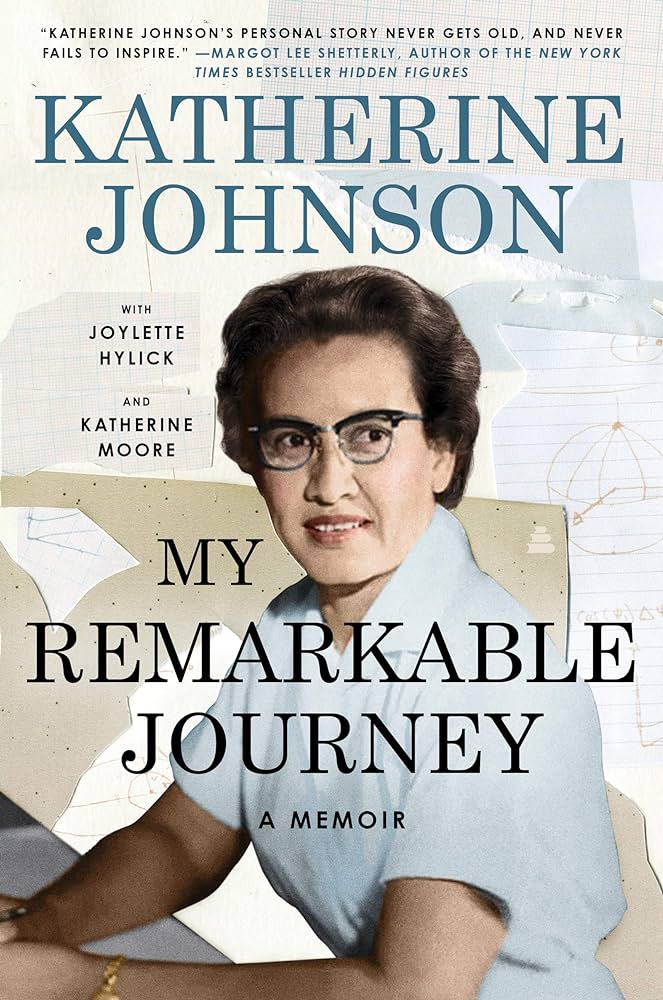 “KATHERINE JOHNSON’S PERSONAL STORY NEVER GETS OLD, AND NEVER
FAILS TO INSPIRE.” —MARGOT LEE SHETTERLY, AUTHOR OF THE NEW YORK
TIMES BESTSELLER HIDDEN FIGURES
KATHERINE
JOHNSON
WITH
JOYLETTE
HYLICK
AND
KATHERINE
MOORE
MY
REMARKABLE
JOURNEY
A MEMOIR